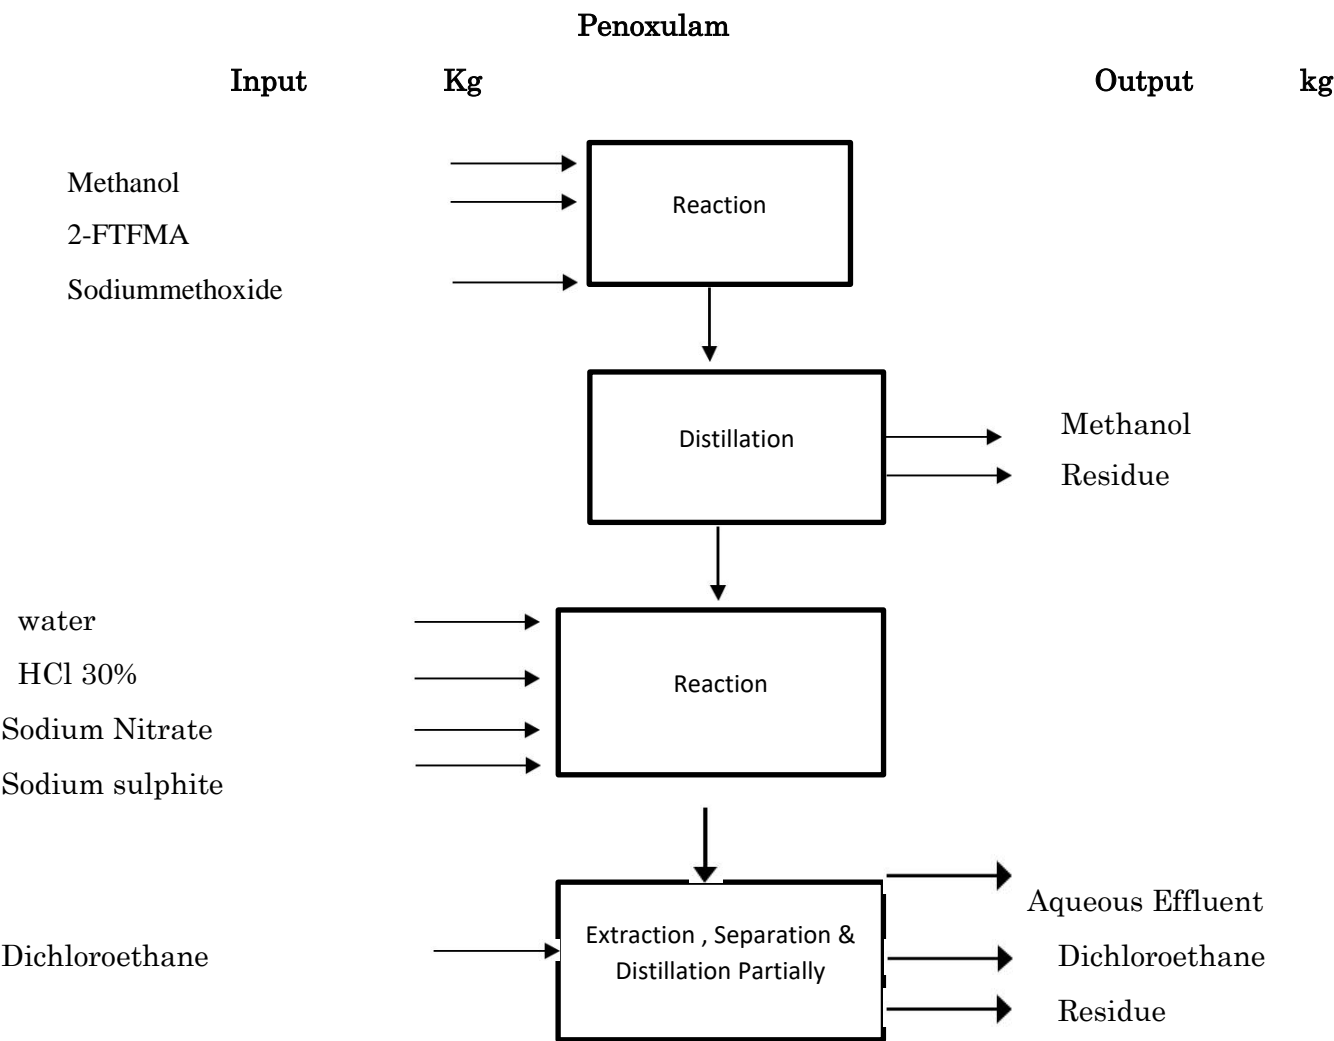 Penoxulam
Input Kg Output kg
Methanol
2-FTFMA
Sodiummethoxide
Reaction
Distillation
Methanol
Residue
water
HCl 30%
Sodium Nitrate
Sodium sulphite
Reaction
Dichloroethane
Extraction , Separation &
Distillation Partially
Aqueous Effluent
Dichloroethane
Residue